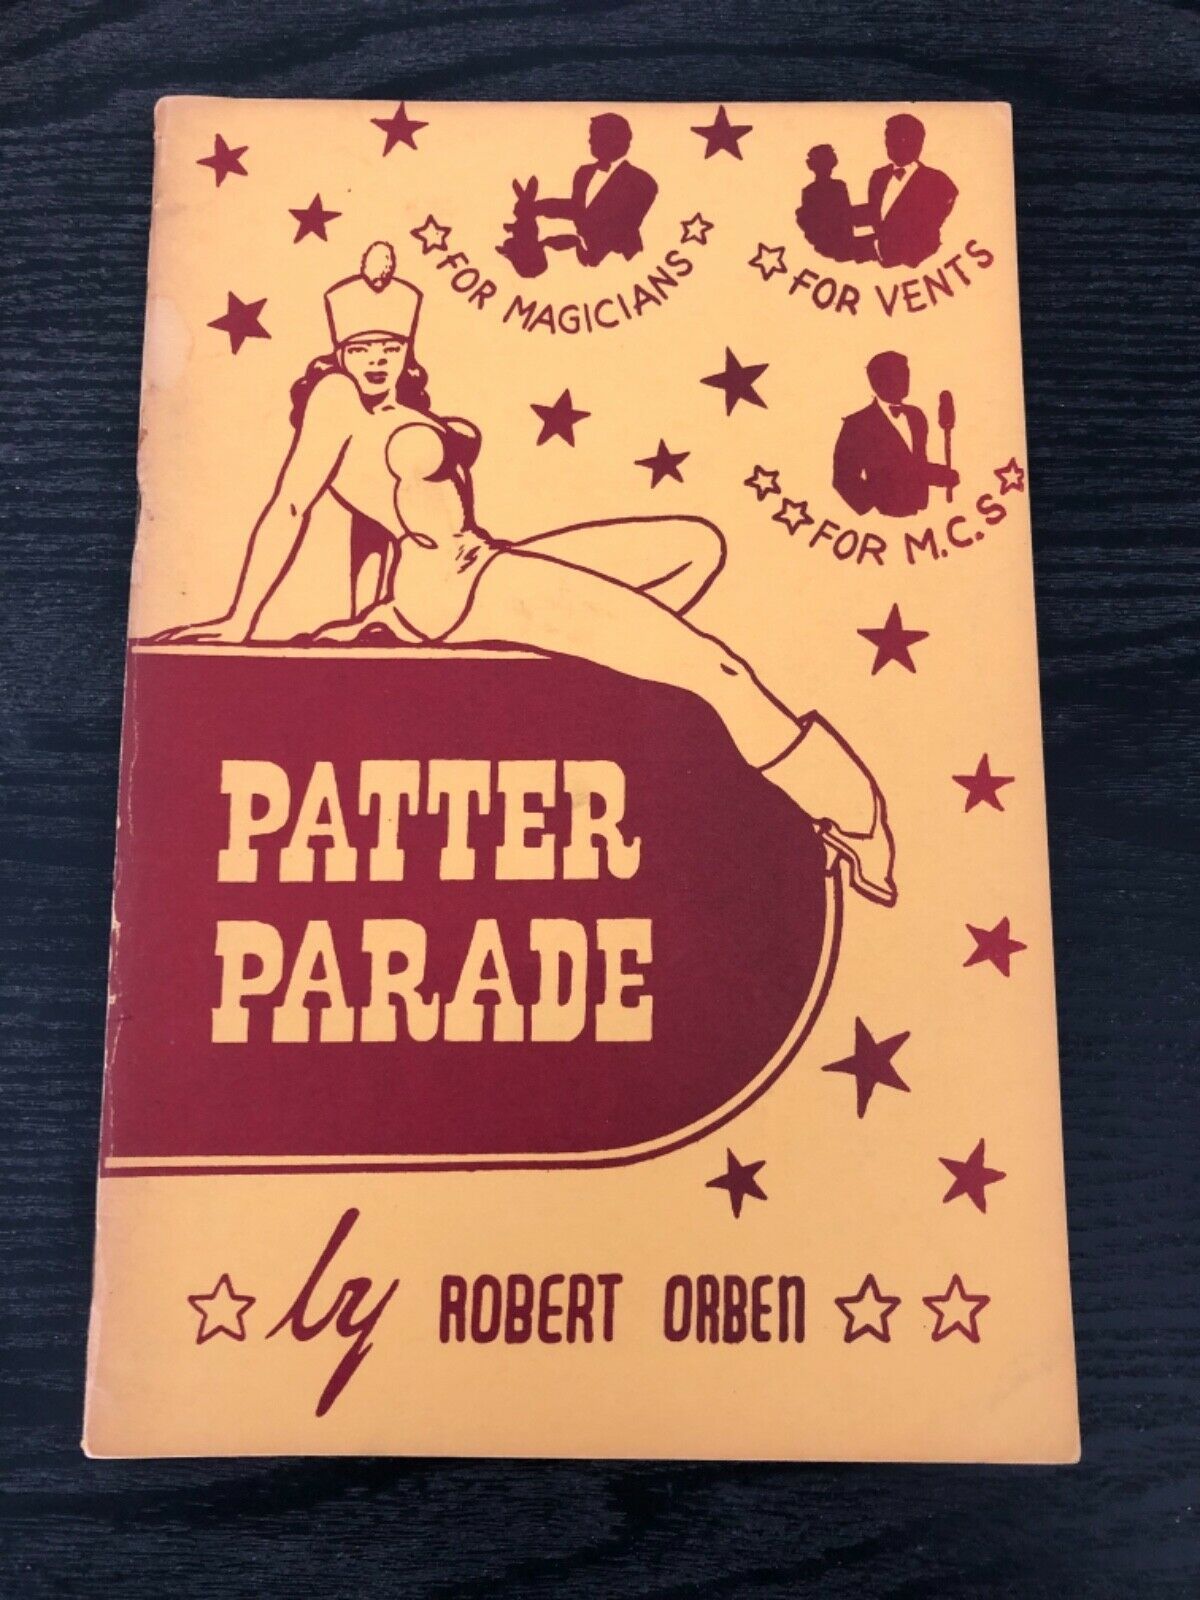 FOR MAGICIANS
FOR VENTS
FOR M.C.S
PATTER
PARADE
by ROBERT ORBEN